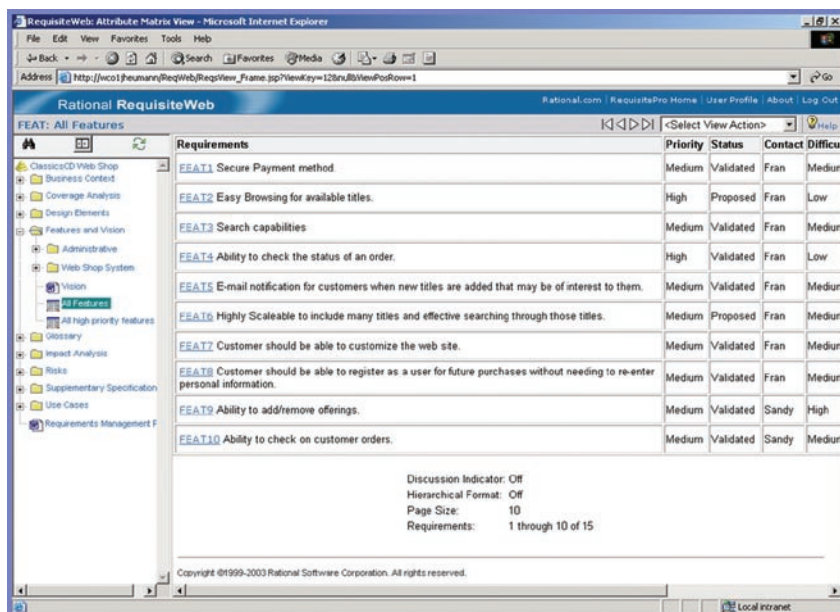 RequisiteWeb: Attribute Matrix View - Microsoft Internet Explorer
File Edit View Favorites Tools Help
Back Search Favorites Media
Address http://wco1jheumann/ReqWeb/ReqsView_Frame.jsp?ViewKey=128&null&ViewPosRow=1 Go
Rational RequisiteWeb Rational.com | RequisitePro Home | User Profile | About | Log Out
FEAT: All Features <Select View Action> Help
ClassicsCD Web Shop
Business Context
Coverage Analysis
Design Elements
Features and Vision
Administrative
Web Shop System
Vision
All Features
All high priority features
Glossary
Impact Analysis
Risks
Supplementary Specification
Use Cases
Requirements Management P
Requirements Priority Status Contact Difficu
FEAT1 Secure Payment method. Medium Validated Fran Mediur
FEAT2 Easy Browsing for available titles. High Proposed Fran Low
FEAT3 Search capabilities Medium Validated Fran Mediur
FEAT4 Ability to check the status of an order. High Validated Fran Low
FEAT5 E-mail notification for customers when new titles are added that may be of interest to them. Medium Validated Fran Mediur
FEAT6 Highly Scaleable to include many titles and effective searching through those titles. Medium Proposed Fran Mediur
FEAT7 Customer should be able to customize the web site. Medium Validated Fran Mediur
FEAT8 Customer should be able to register as a user for future purchases without needing to re-enter
personal information. Medium Validated Fran Mediur
FEAT9 Ability to add/remove offerings. Medium Validated Sandy High
FEAT10 Ability to check on customer orders. Medium Validated Sandy Mediur
Discussion Indicator: Off
Hierarchical Format: Off
Page Size: 10
Requirements: 1 through 10 of 15
Copyright ©1999-2003 Rational Software Corporation. All rights reserved.
Local intranet